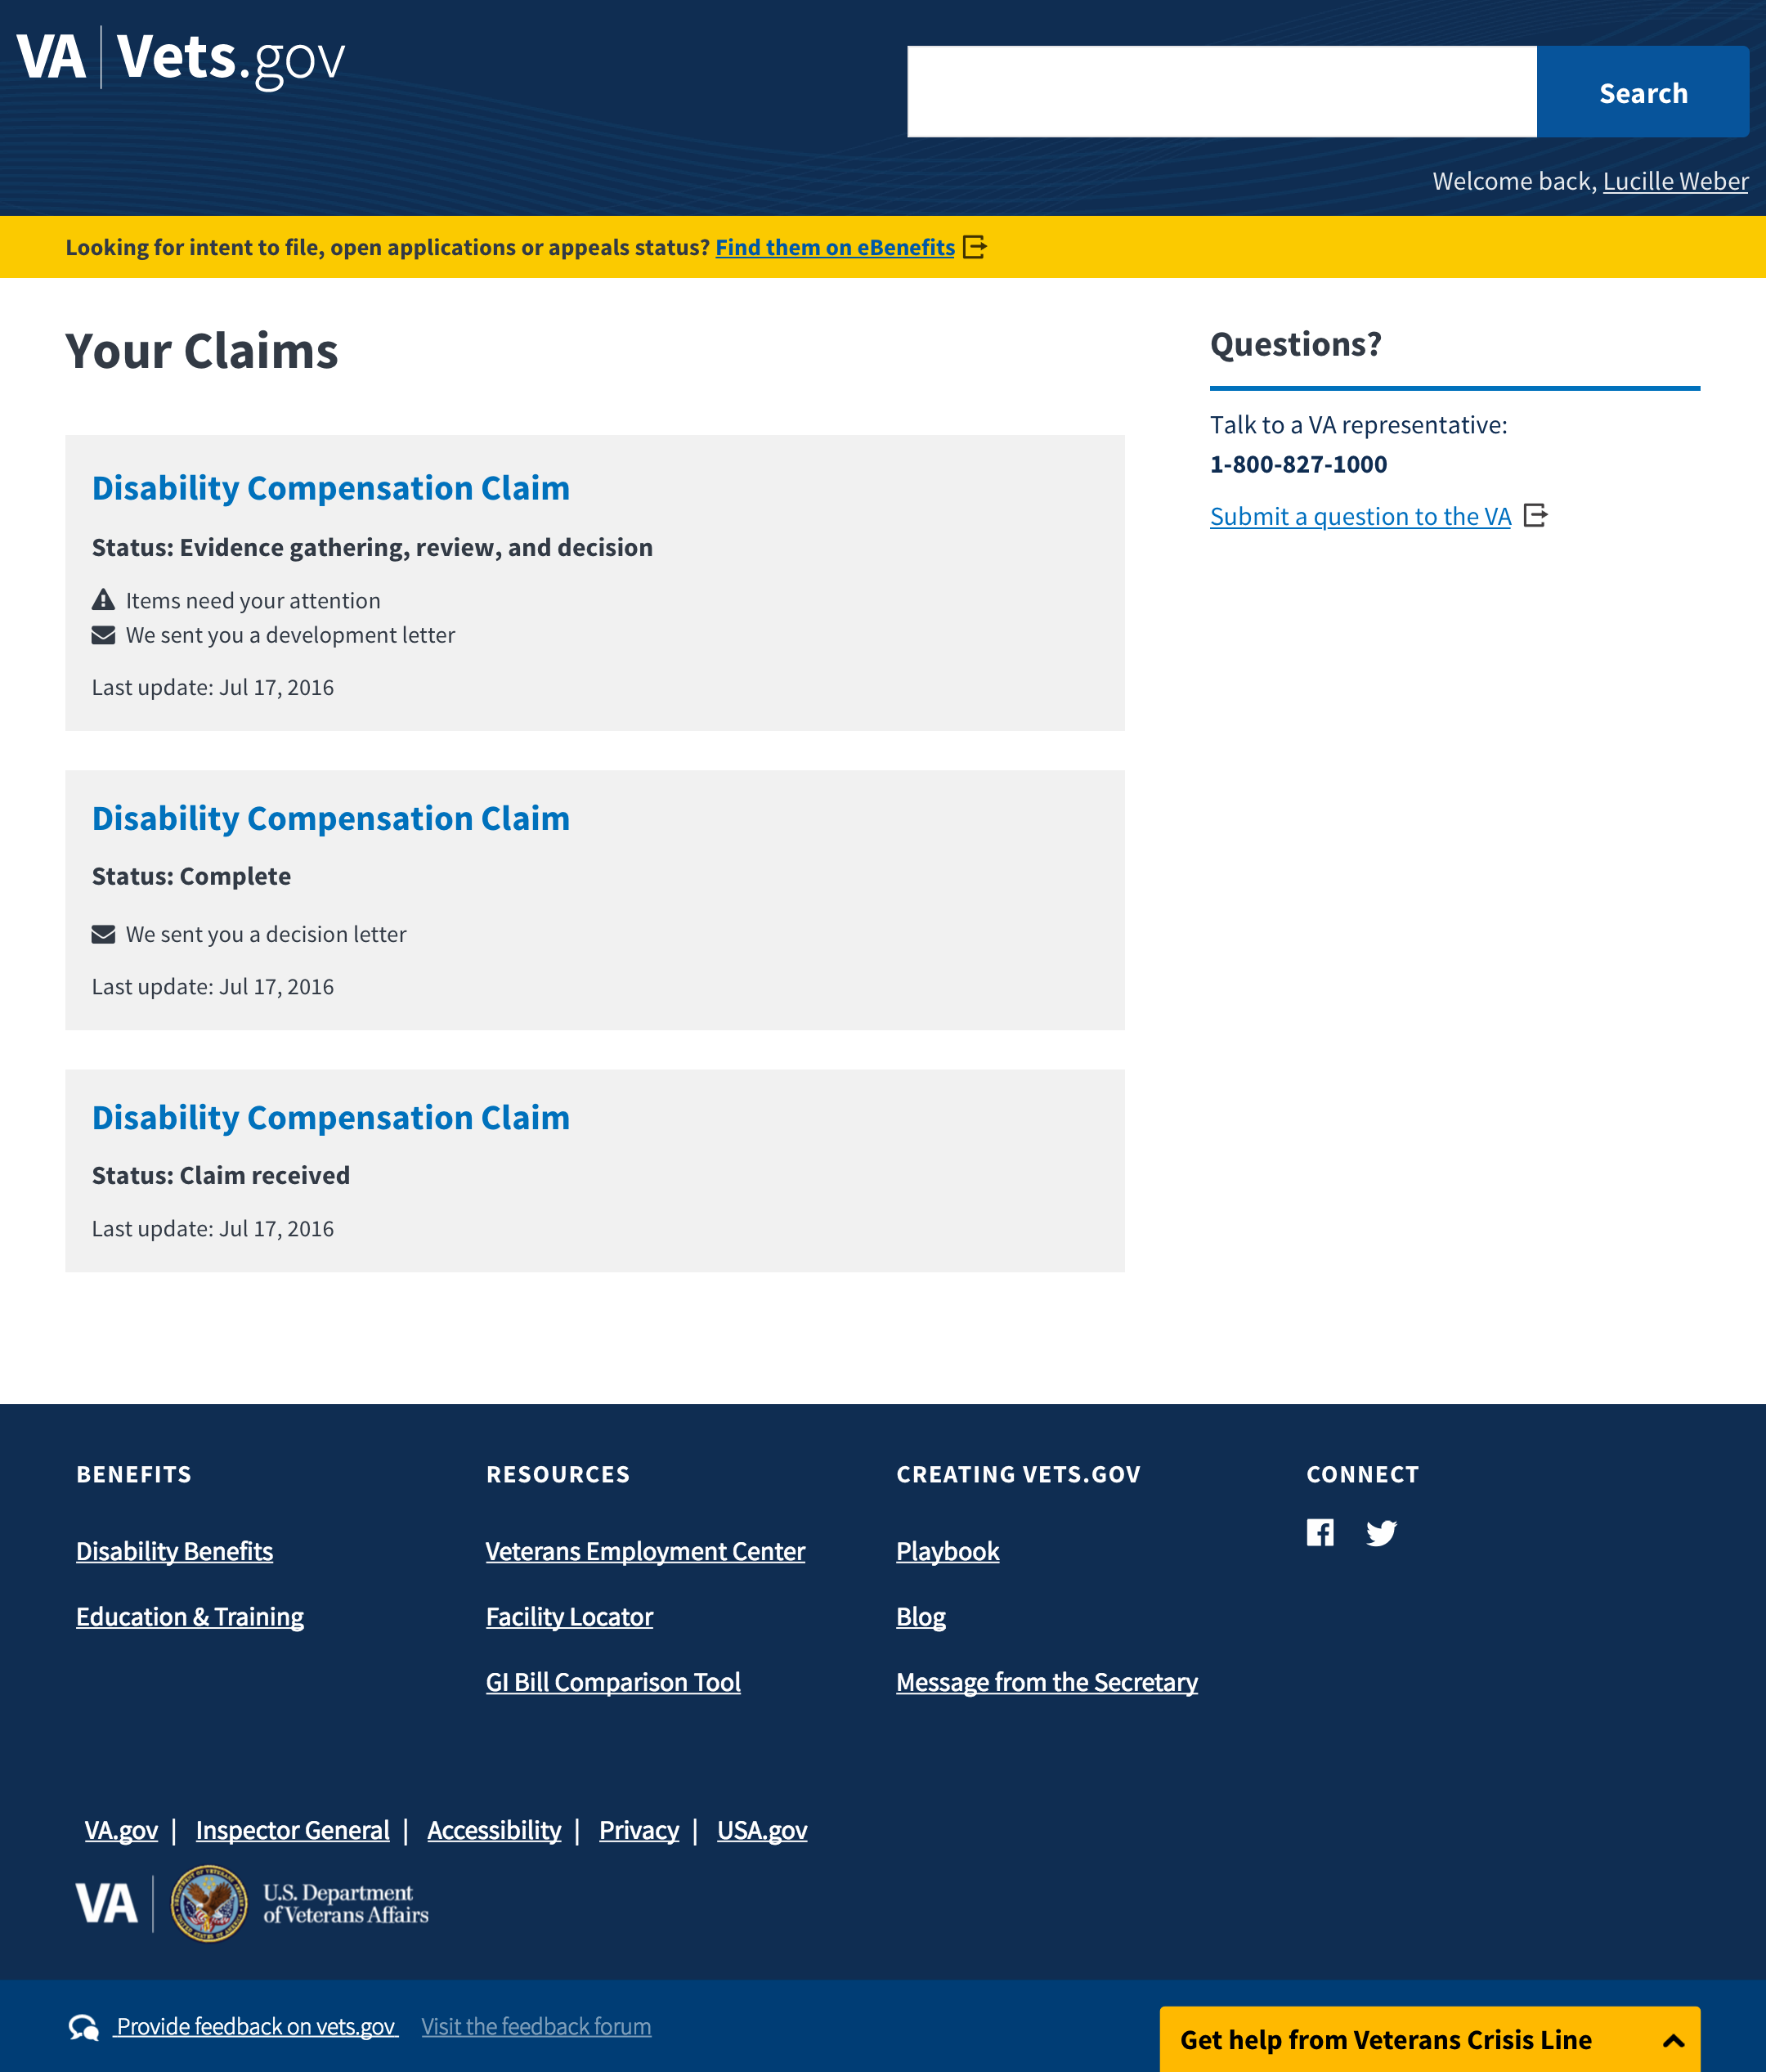 VA | Vets.gov
Search
Welcome back, Lucille Weber
Looking for intent to file, open applications or appeals status? Find them on eBenefits
Your Claims
Disability Compensation Claim
Status: Evidence gathering, review, and decision
Items need your attention
We sent you a development letter
Last update: Jul 17, 2016
Disability Compensation Claim
Status: Complete
We sent you a decision letter
Last update: Jul 17, 2016
Disability Compensation Claim
Status: Claim received
Last update: Jul 17, 2016
Questions?
Talk to a VA representative:
1-800-827-1000
Submit a question to the VA
BENEFITS
Disability Benefits
Education & Training
RESOURCES
Veterans Employment Center
Facility Locator
GI Bill Comparison Tool
CREATING VETS.GOV
Playbook
Blog
Message from the Secretary
CONNECT
VA.gov | Inspector General | Accessibility | Privacy | USA.gov
VA
U.S. Department
of Veterans Affairs
Provide feedback on vets.gov Visit the feedback forum
Get help from Veterans Crisis Line